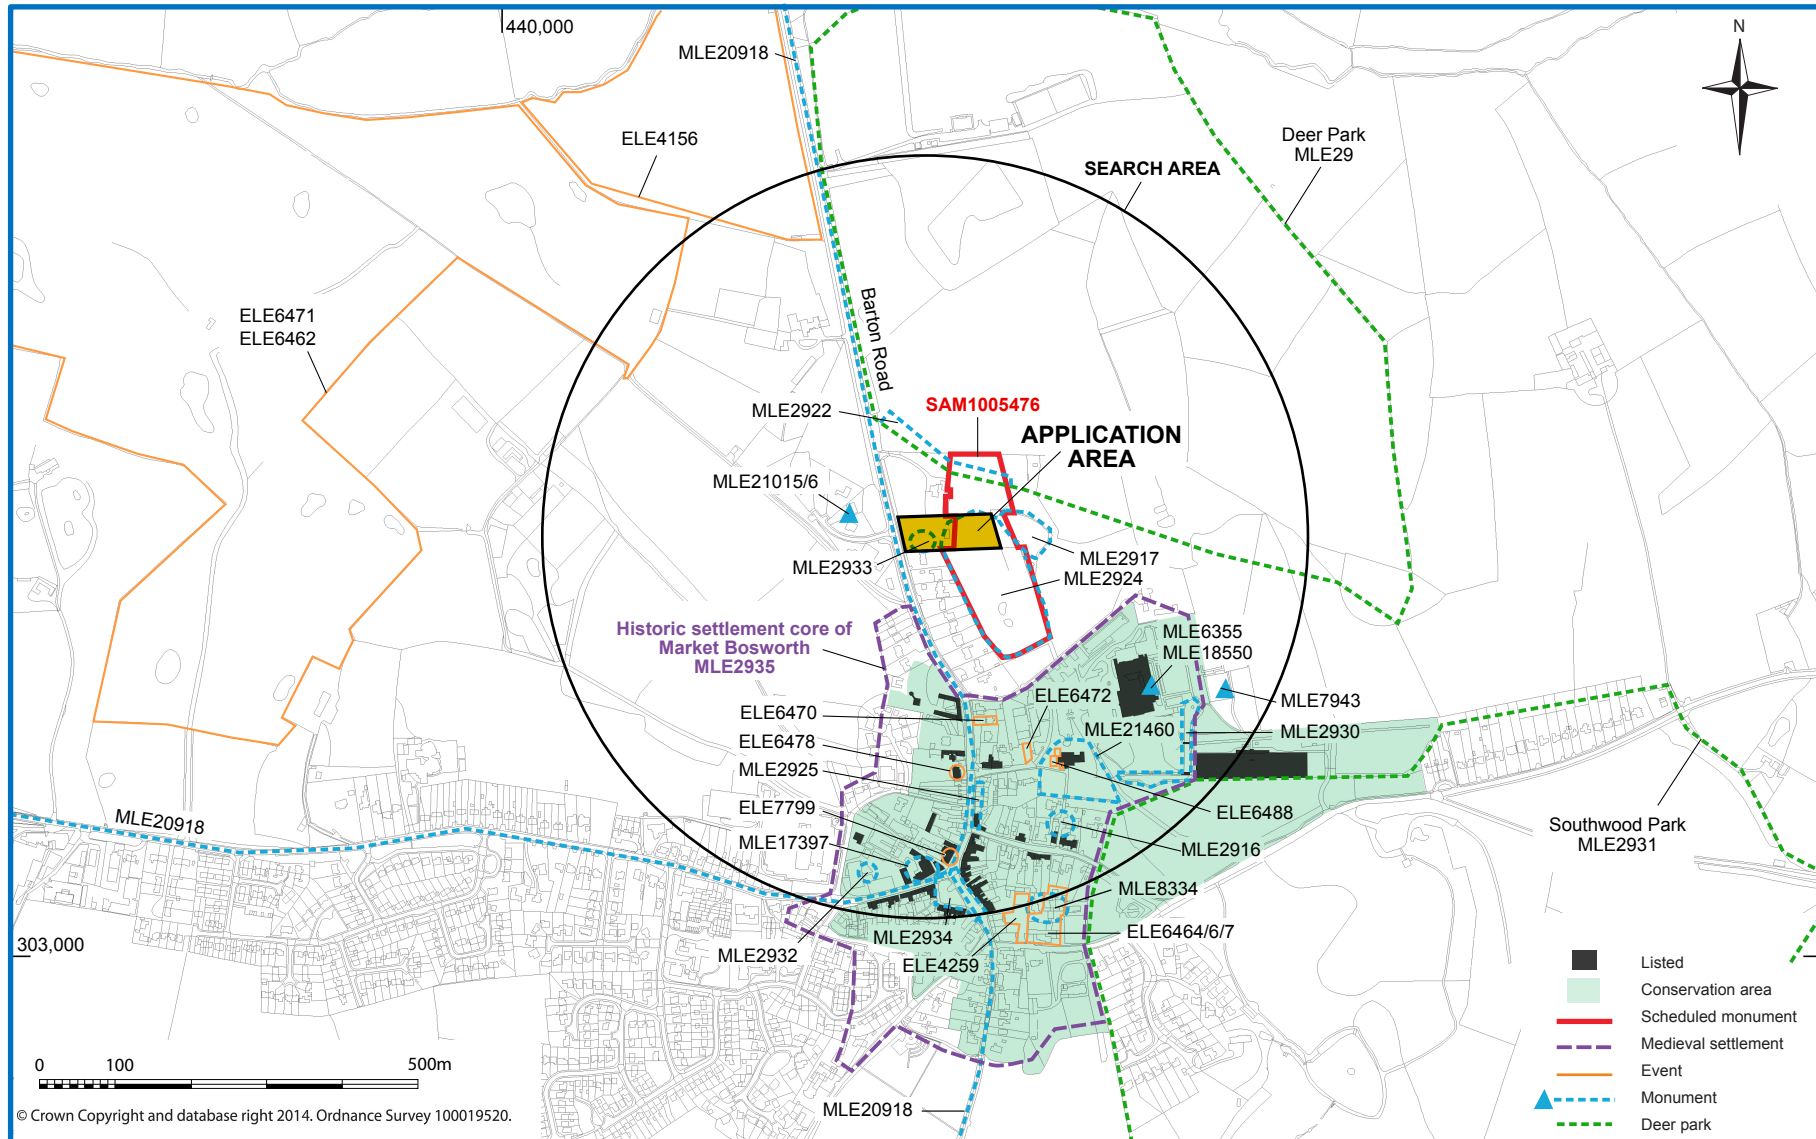 440,000
N
MLE20918
ELE4156
Deer Park
MLE29
SEARCH AREA
ELE6471
ELE6462
Barton Road
MLE2922
SAM1005476
APPLICATION
AREA
MLE21015/6
MLE2933
MLE2917
MLE2924
Historic settlement core of
Market Bosworth
MLE2935
MLE6355
MLE18550
ELE6472
MLE7943
ELE6470
MLE21460
MLE2930
ELE6478
MLE2925
ELE7799
MLE17397
MLE20918
ELE6488
MLE2916
Southwood Park
MLE2931
MLE8334
ELE6464/6/7
MLE2934
MLE2932
ELE4259
303,000
Listed
Conservation area
Scheduled monument
Medieval settlement
Event
Monument
Deer park
0 100 500m
MLE20918
© Crown Copyright and database right 2014. Ordnance Survey 100019520.